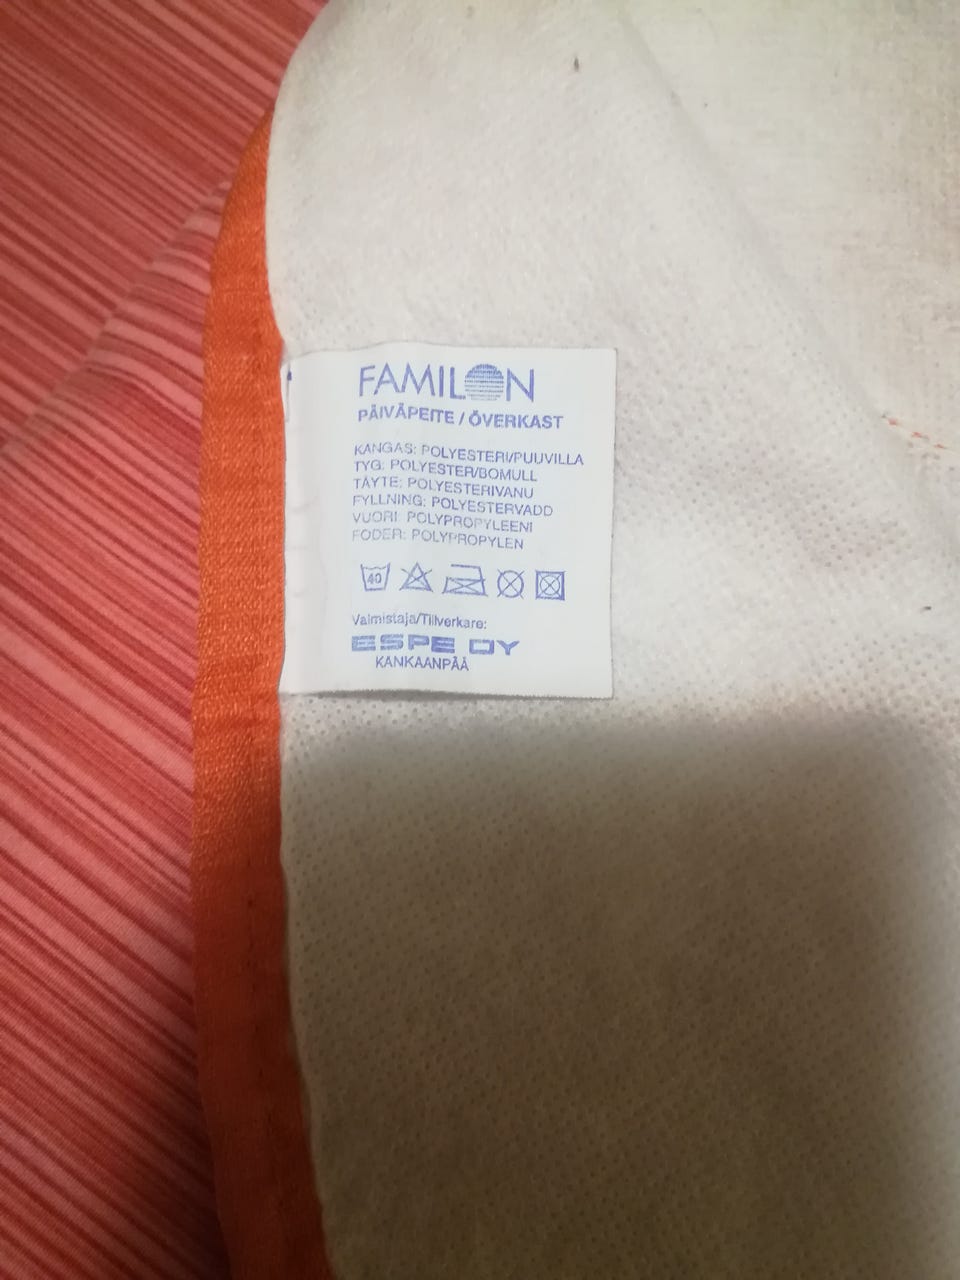 FAMILON
PÄIVÄPEITE / ÖVERKAST
KANGAS: POLYESTERI/PUUVILLA
TYG: POLYESTER/BOMULL
TÄYTE: POLYESTERIVANU
FYLLNING: POLYESTERVADD
VUORI: POLYPROPYLEENI
FODER: POLYPROPYLEN
40
Valmistaja/Tillverkare:
ESPE OY
KANKAANPÄÄ